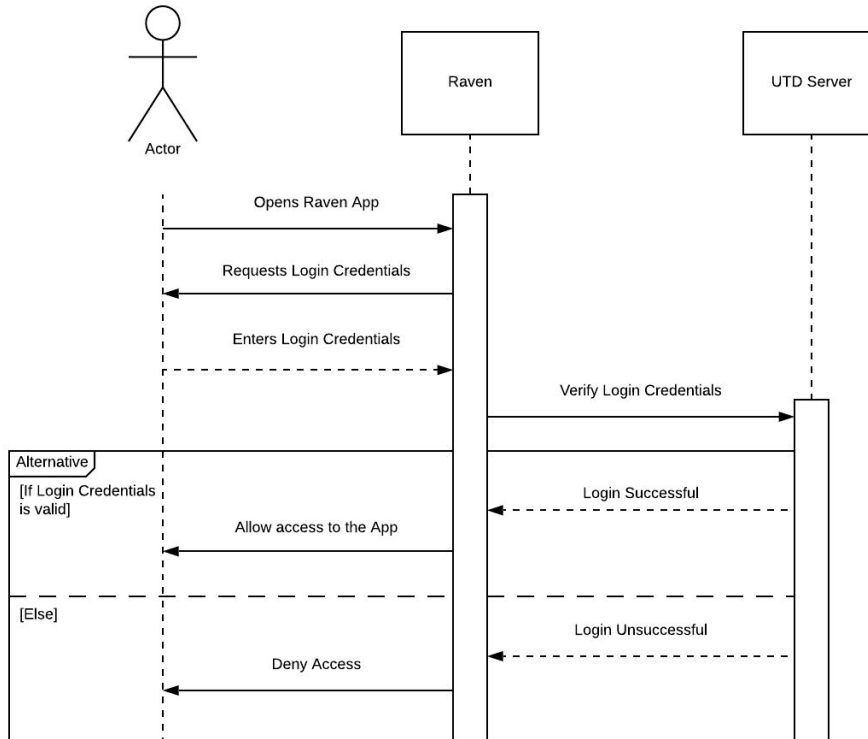 Actor
Raven
UTD Server
Opens Raven App
Requests Login Credentials
Enters Login Credentials
Verify Login Credentials
Alternative
[If Login Credentials
is valid]
Login Successful
Allow access to the App
[Else]
Login Unsuccessful
Deny Access